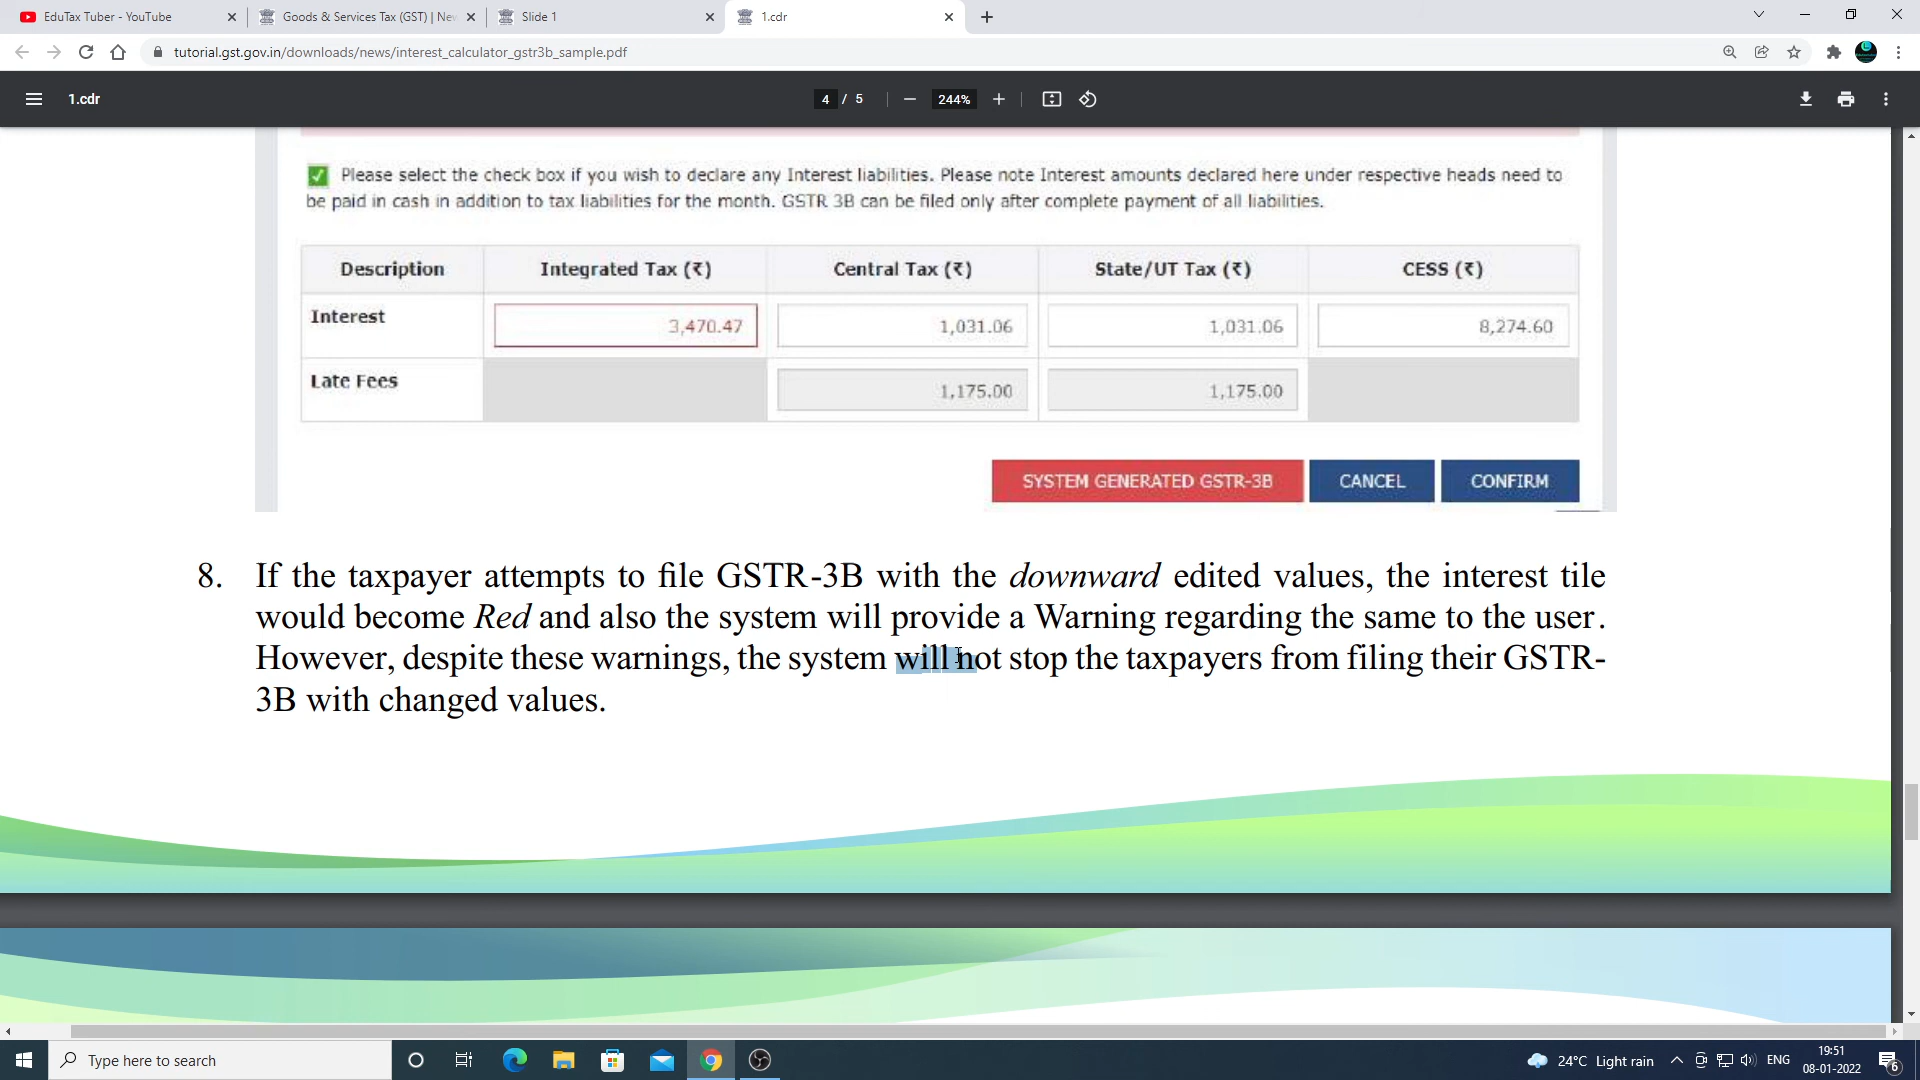 EduTax Tuber - YouTube
Goods & Services Tax (GST) | Ne
Slide 1
1.cdr
tutorial.gst.gov.in/downloads/news/interest_calculator_gstr3b_sample.pdf
1.cdr
4 / 5
244%
Please select the check box if you wish to declare any Interest liabilities. Please note Interest amounts declared here under respective heads need to
be paid in cash in addition to tax liabilities for the month. GSTR 3B can be filed only after complete payment of all liabilities.
Description Integrated Tax (₹) Central Tax (₹) State/UT Tax (₹) CESS (₹)
Interest 3,470.47 1,031.06 1,031.06 8,274.60
Late Fees 1,175.00 1,175.00
SYSTEM GENERATED GSTR-3B CANCEL CONFIRM
8. If the taxpayer attempts to file GSTR-3B with the downward edited values, the interest tile
would become Red and also the system will provide a Warning regarding the same to the user.
However, despite these warnings, the system will not stop the taxpayers from filing their GSTR-
3B with changed values.
Type here to search
24°C Light rain
ENG
19:51
08-01-2022
6